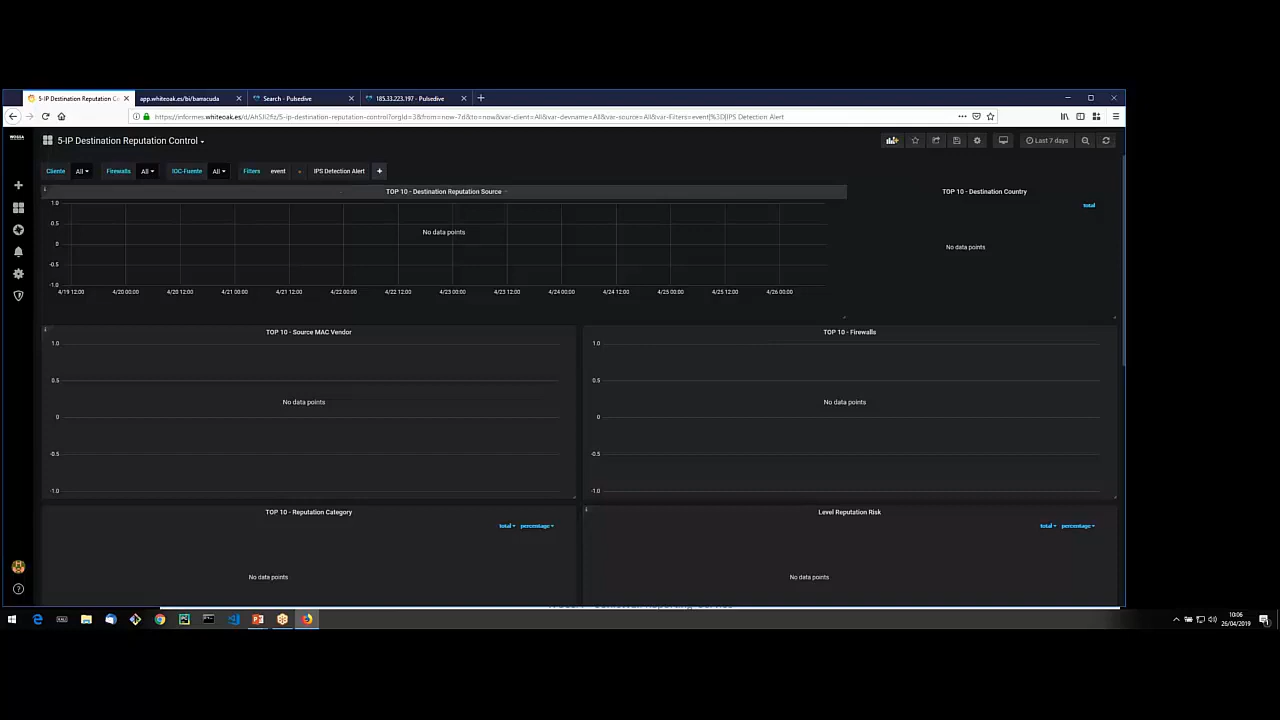 5-IP Destination Reputation C
app.whiteoak.es/bi/barracuda
Search - Pulsedive
185.33.223.197 - Pulsedive
https://informes.whiteoak.es/d/Ah5Ji2fiz/5-ip-destination-reputation-control?orgId=3&from=now-7d&to=now&var-client=All&var-devname=All&var-source=All&var-Filters=event|%3D|IPS Detection Alert
5-IP Destination Reputation Control
Last 7 days
Cliente All Firewalls All IOC-Fuente All Filters event = IPS Detection Alert
TOP 10 - Destination Reputation Source
1.0
0.5
0
-0.5
-1.0
No data points
4/19 12:00 4/20 00:00 4/20 12:00 4/21 00:00 4/21 12:00 4/22 00:00 4/22 12:00 4/23 00:00 4/23 12:00 4/24 00:00 4/24 12:00 4/25 00:00 4/25 12:00 4/26 00:00
TOP 10 - Destination Country
total
No data points
TOP 10 - Source MAC Vendor
1.0
0.5
0
-0.5
-1.0
No data points
TOP 10 - Firewalls
1.0
0.5
0
-0.5
-1.0
No data points
TOP 10 - Reputation Category
total percentage
No data points
Level Reputation Risk
total percentage
No data points
10:06
26/04/2019